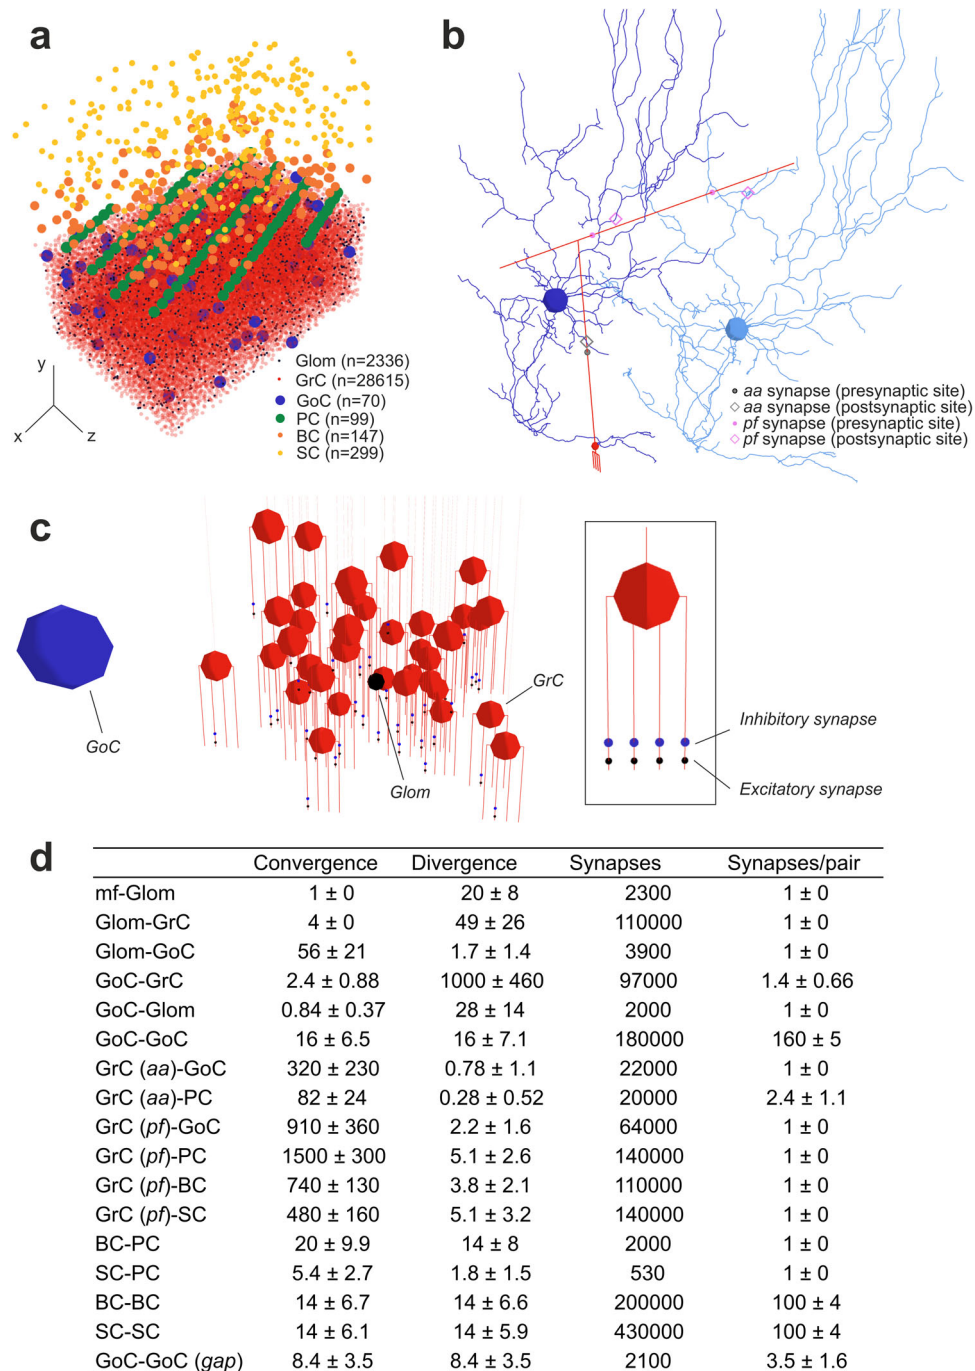 a
b
y
x
z
Glom (n=2336)
GrC (n=28615)
GoC (n=70)
PC (n=99)
BC (n=147)
SC (n=299)
aa synapse (presynaptic site)
aa synapse (postsynaptic site)
pf synapse (presynaptic site)
pf synapse (postsynaptic site)
c
GoC
Glom
GrC
Inhibitory synapse
Excitatory synapse
d
Convergence Divergence Synapses Synapses/pair
mf-Glom 1 ± 0 20 ± 8 2300 1 ± 0
Glom-GrC 4 ± 0 49 ± 26 110000 1 ± 0
Glom-GoC 56 ± 21 1.7 ± 1.4 3900 1 ± 0
GoC-GrC 2.4 ± 0.88 1000 ± 460 97000 1.4 ± 0.66
GoC-Glom 0.84 ± 0.37 28 ± 14 2000 1 ± 0
GoC-GoC 16 ± 6.5 16 ± 7.1 180000 160 ± 5
GrC (aa)-GoC 320 ± 230 0.78 ± 1.1 22000 1 ± 0
GrC (aa)-PC 82 ± 24 0.28 ± 0.52 20000 2.4 ± 1.1
GrC (pf)-GoC 910 ± 360 2.2 ± 1.6 64000 1 ± 0
GrC (pf)-PC 1500 ± 300 5.1 ± 2.6 140000 1 ± 0
GrC (pf)-BC 740 ± 130 3.8 ± 2.1 110000 1 ± 0
GrC (pf)-SC 480 ± 160 5.1 ± 3.2 140000 1 ± 0
BC-PC 20 ± 9.9 14 ± 8 2000 1 ± 0
SC-PC 5.4 ± 2.7 1.8 ± 1.5 530 1 ± 0
BC-BC 14 ± 6.7 14 ± 6.6 200000 100 ± 4
SC-SC 14 ± 6.1 14 ± 5.9 430000 100 ± 4
GoC-GoC (gap) 8.4 ± 3.5 8.4 ± 3.5 2100 3.5 ± 1.6